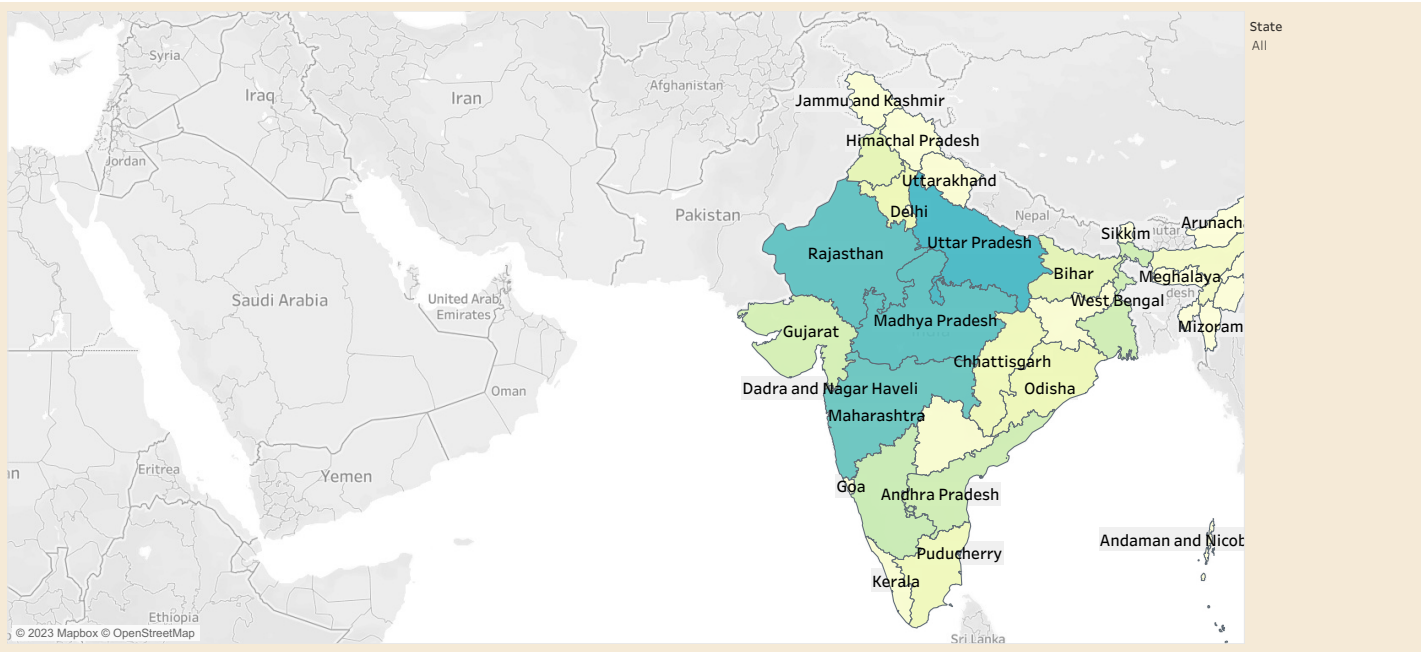 State
All
Syria
Iraq
Iran
Afghanistan
Jammu and Kashmir
Himachal Pradesh
Jordan
Uttarakhand
Pakistan
Delhi
Nepal
Arunach
Sikkim
utar
Uttar Pradesh
Rajasthan
Bihar
Meghalaya
Saudi Arabia
United Arab
Emirates
desh
West Bengal
Madhya Pradesh
Mizoram
Gujarat
Chhattisgarh
Oman
Dadra and Nagar Haveli
Odisha
Maharashtra
Eritrea
an
Yemen
Goa
Andhra Pradesh
Andaman and Nicob
Puducherry
Kerala
Ethiopia
© 2023 Mapbox © OpenStreetMap
Sri Lanka